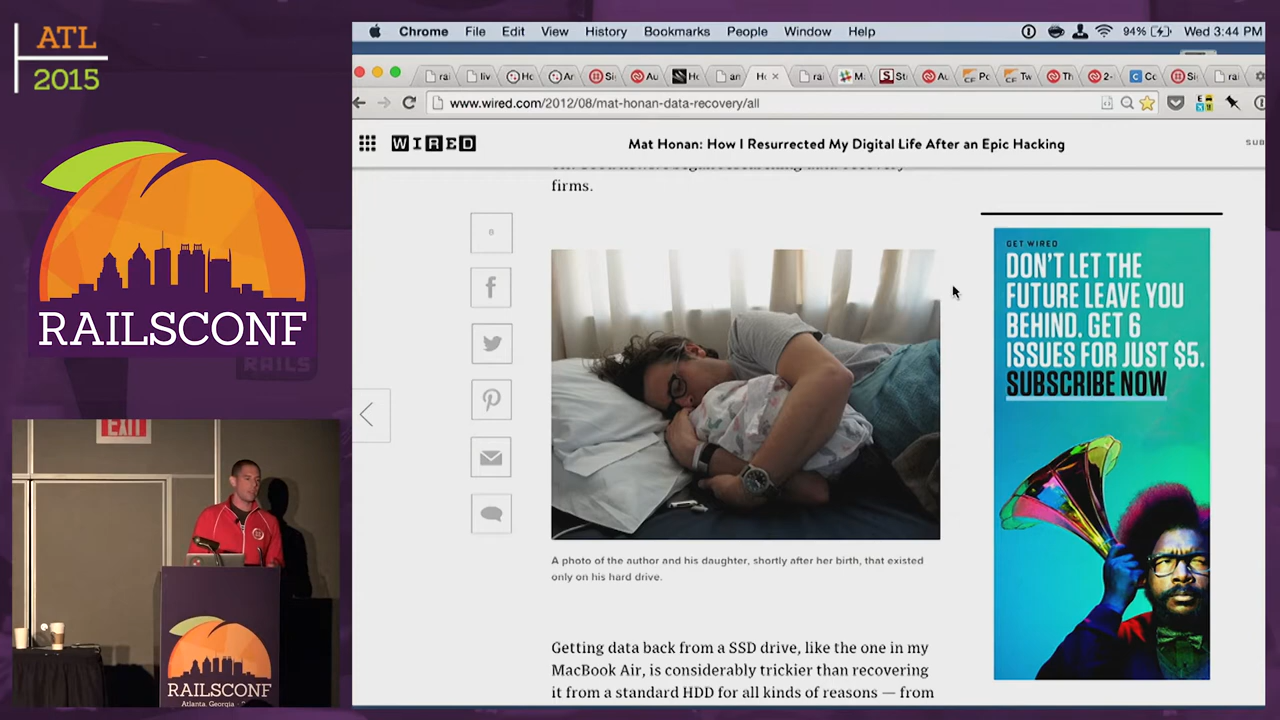 ATL
2015
RAILSCONF
RAILS
EXIT
RAILSCONF
Atlanta, Georgia
Chrome File Edit View History Bookmarks People Window Help
94% Wed 3:44 PM
www.wired.com/2012/08/mat-honan-data-recovery/all
WIRED
Mat Honan: How I Resurrected My Digital Life After an Epic Hacking
SUB
firms.
0
A photo of the author and his daughter, shortly after her birth, that existed
only on his hard drive.
Getting data back from a SSD drive, like the one in my
MacBook Air, is considerably trickier than recovering
it from a standard HDD for all kinds of reasons — from
GET WIRED
DON'T LET THE
FUTURE LEAVE YOU
BEHIND. GET 6
ISSUES FOR JUST $5.
SUBSCRIBE NOW